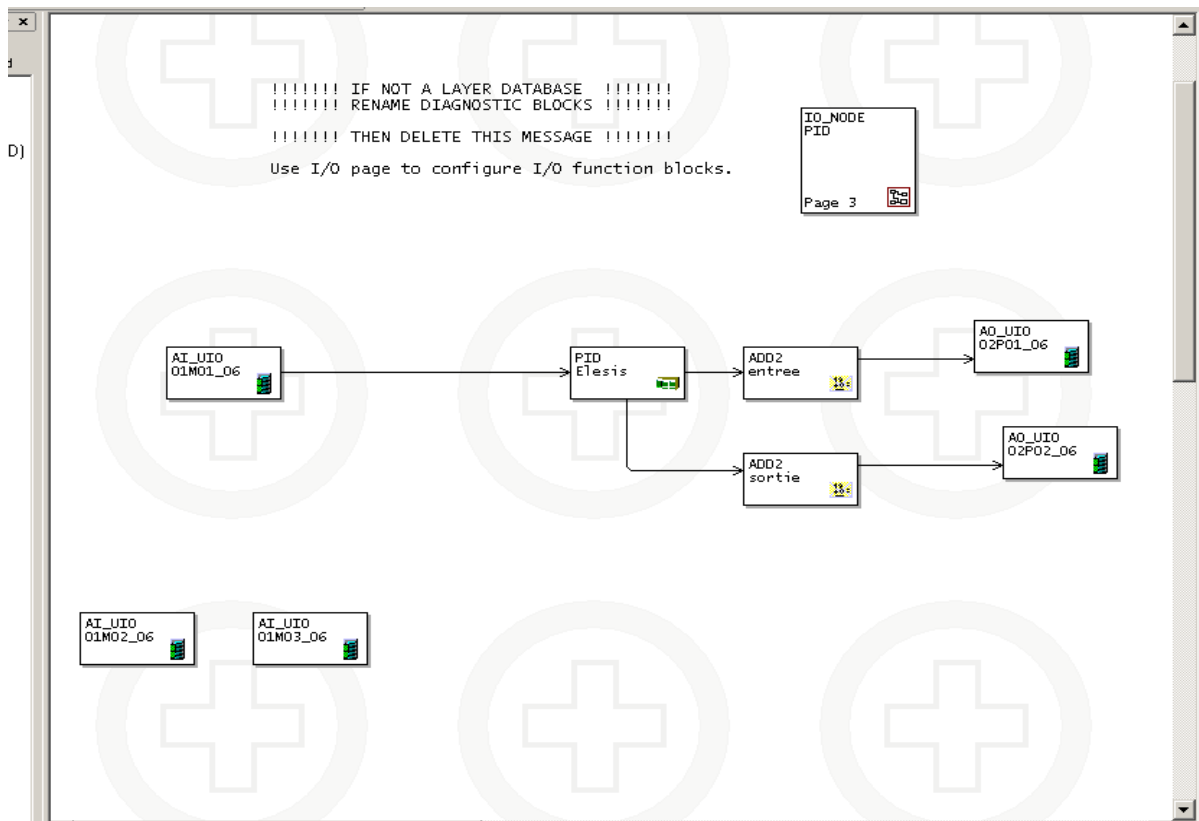 D)
!!!!!!! IF NOT A LAYER DATABASE !!!!!!!
!!!!!!! RENAME DIAGNOSTIC BLOCKS !!!!!!!
!!!!!!! THEN DELETE THIS MESSAGE !!!!!!!
Use I/O page to configure I/O function blocks.
IO_NODE
PID
Page 3
AI_UIO
01M01_06
PID
Elesis
ADD2
entree
AO_UIO
02P01_06
ADD2
sortie
AO_UIO
02P02_06
AI_UIO
01M02_06
AI_UIO
01M03_06